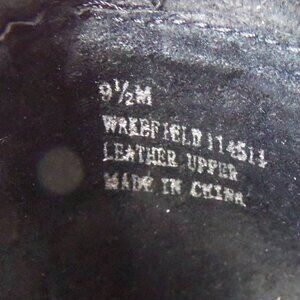 9½M
WAKEFIELD 114511
LEATHER UPPER
MADE IN CHINA